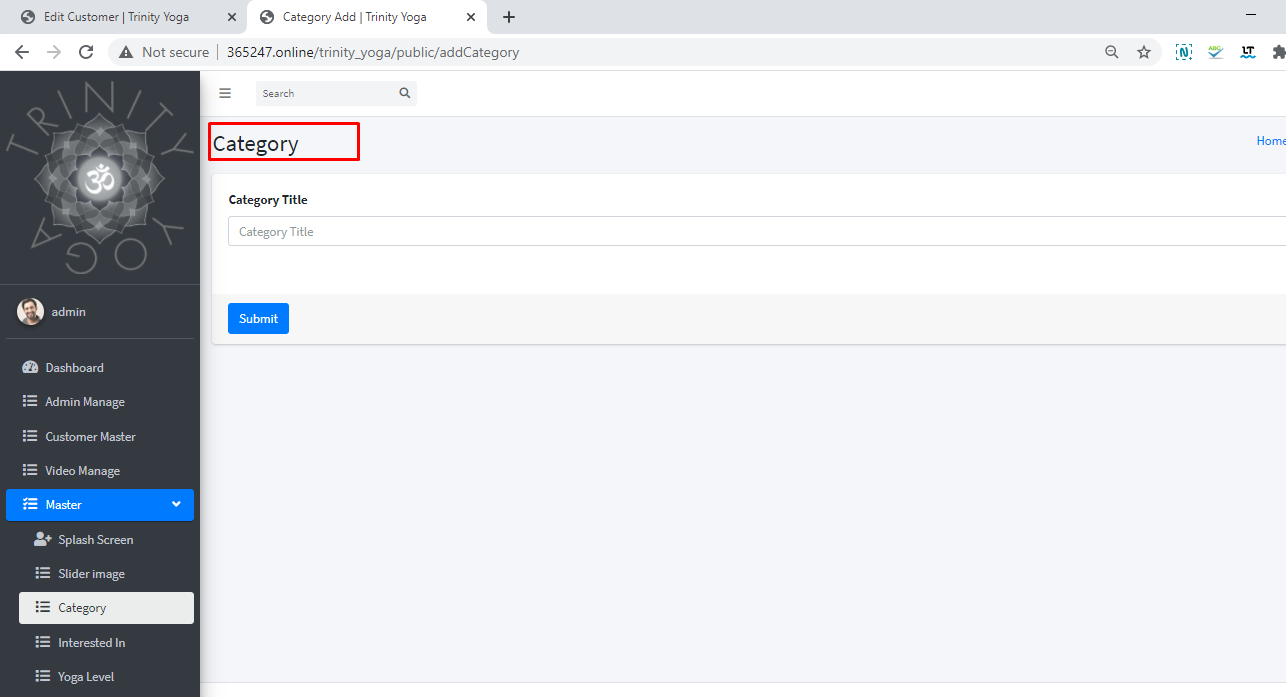 Edit Customer | Trinity Yoga
Category Add | Trinity Yoga
Not secure
365247.online/trinity_yoga/public/addCategory
ABC
LT
TRINITY
YOGA
ॐ
Search
Category
Home
Category Title
Category Title
Submit
admin
Dashboard
Admin Manage
Customer Master
Video Manage
Master
Splash Screen
Slider image
Category
Interested In
Yoga Level